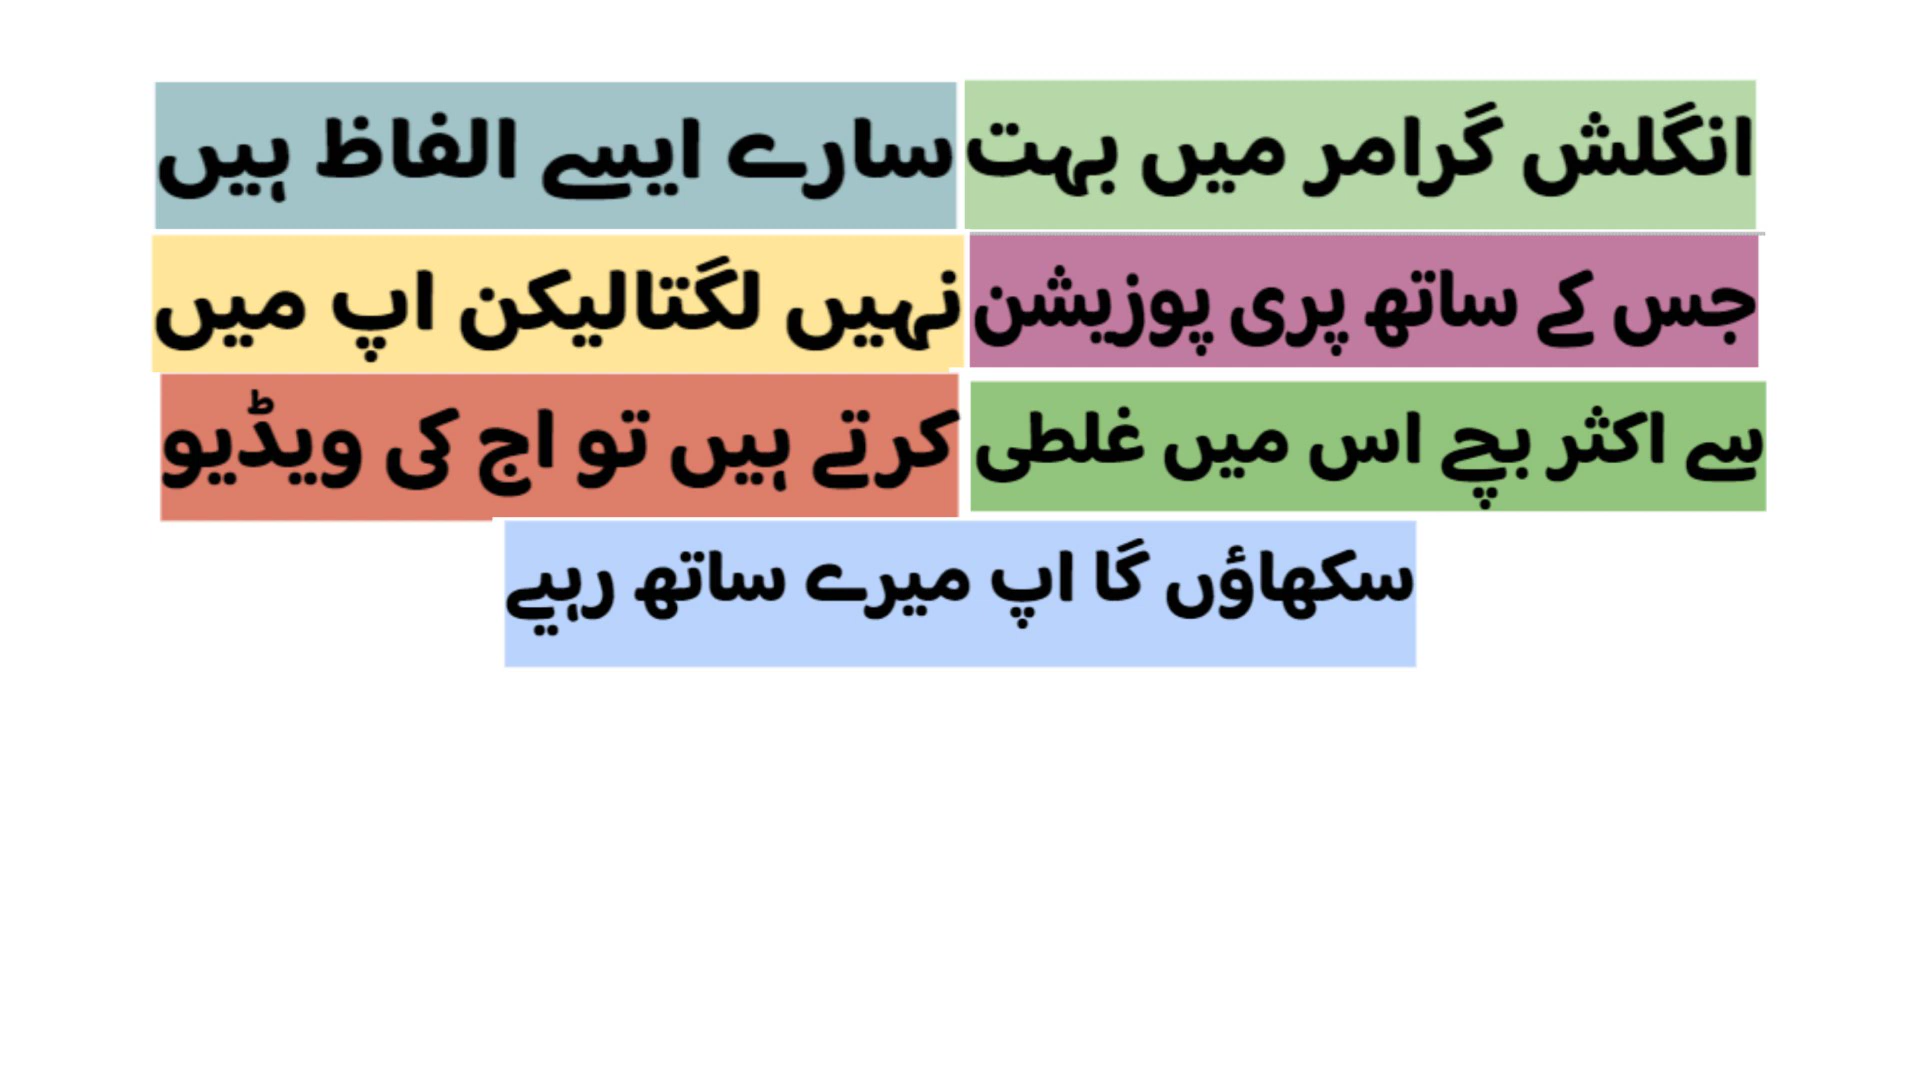 انگلش گرامر میں بہت سارے ایسے الفاظ ہیں
جس کے ساتھ پری پوزیشن نہیں لگتالیکن اپ میں
سے اکثر بچے اس میں غلطی کرتے ہیں تو اج کی ویڈیو
سکھاؤں گا اپ میرے ساتھ رہیے